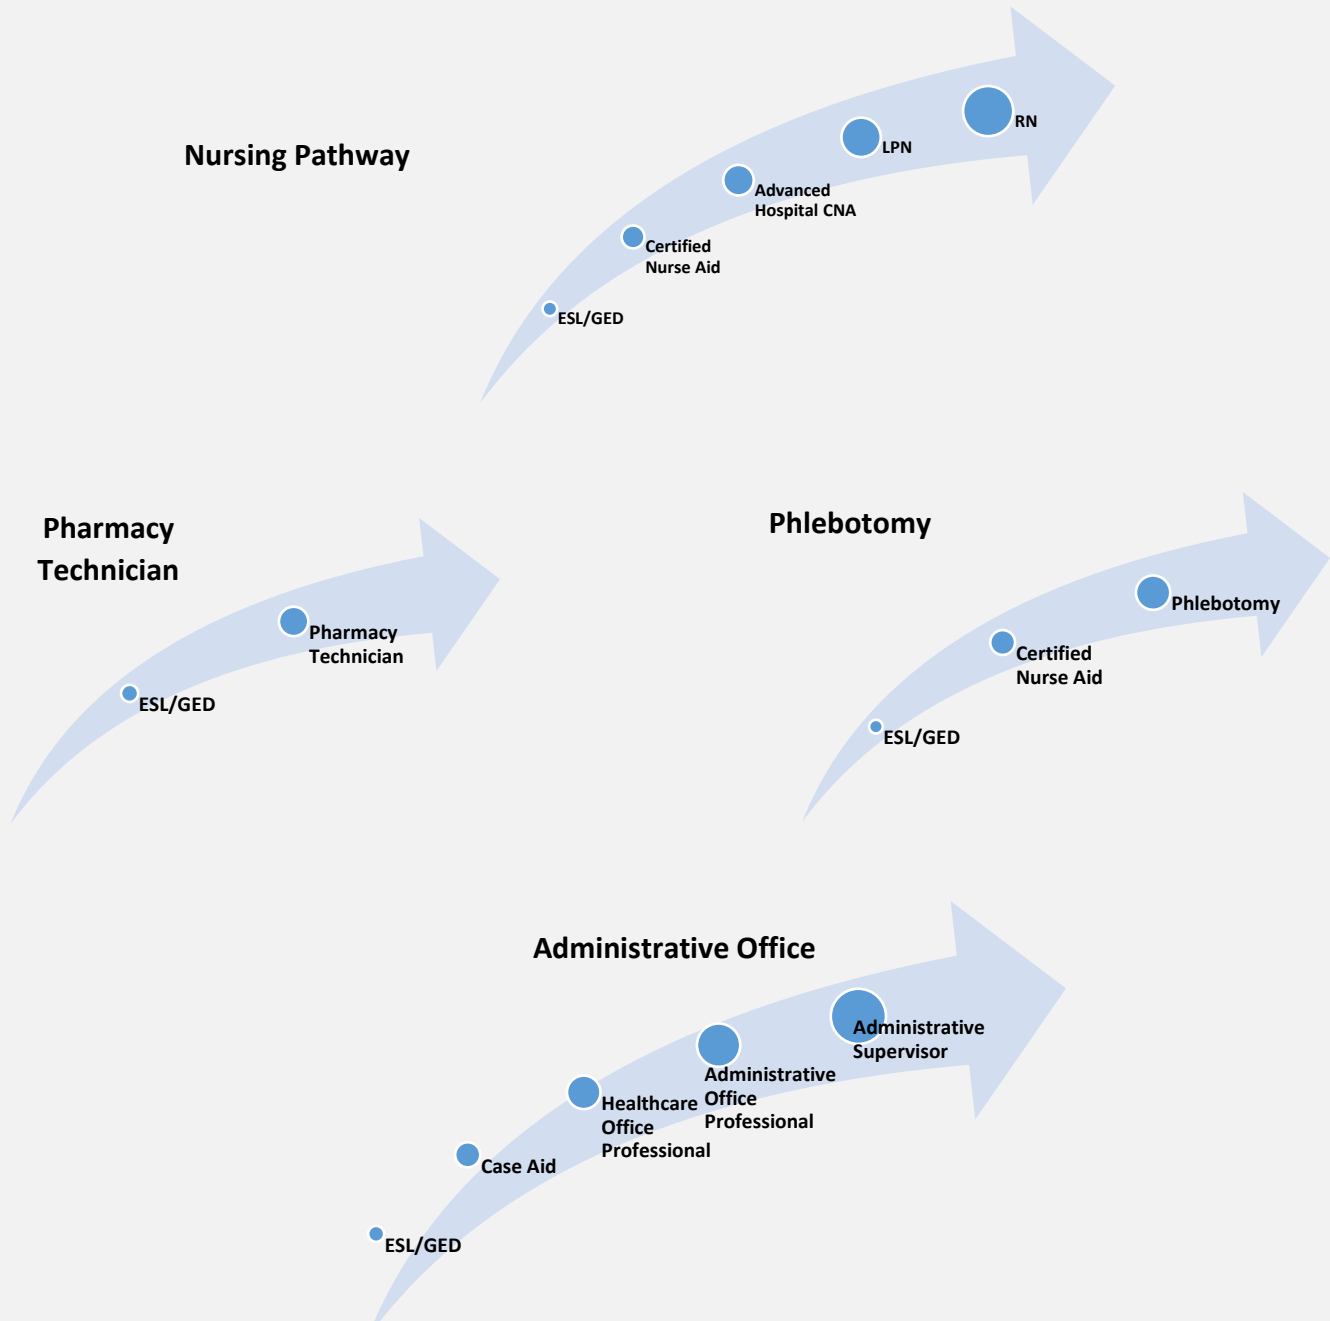 Nursing Pathway
RN
LPN
Advanced
Hospital CNA
Certified
Nurse Aid
ESL/GED
Pharmacy
Technician
Pharmacy
Technician
ESL/GED
Phlebotomy
Phlebotomy
Certified
Nurse Aid
ESL/GED
Administrative Office
Administrative
Supervisor
Administrative
Office
Professional
Healthcare
Office
Professional
Case Aid
ESL/GED